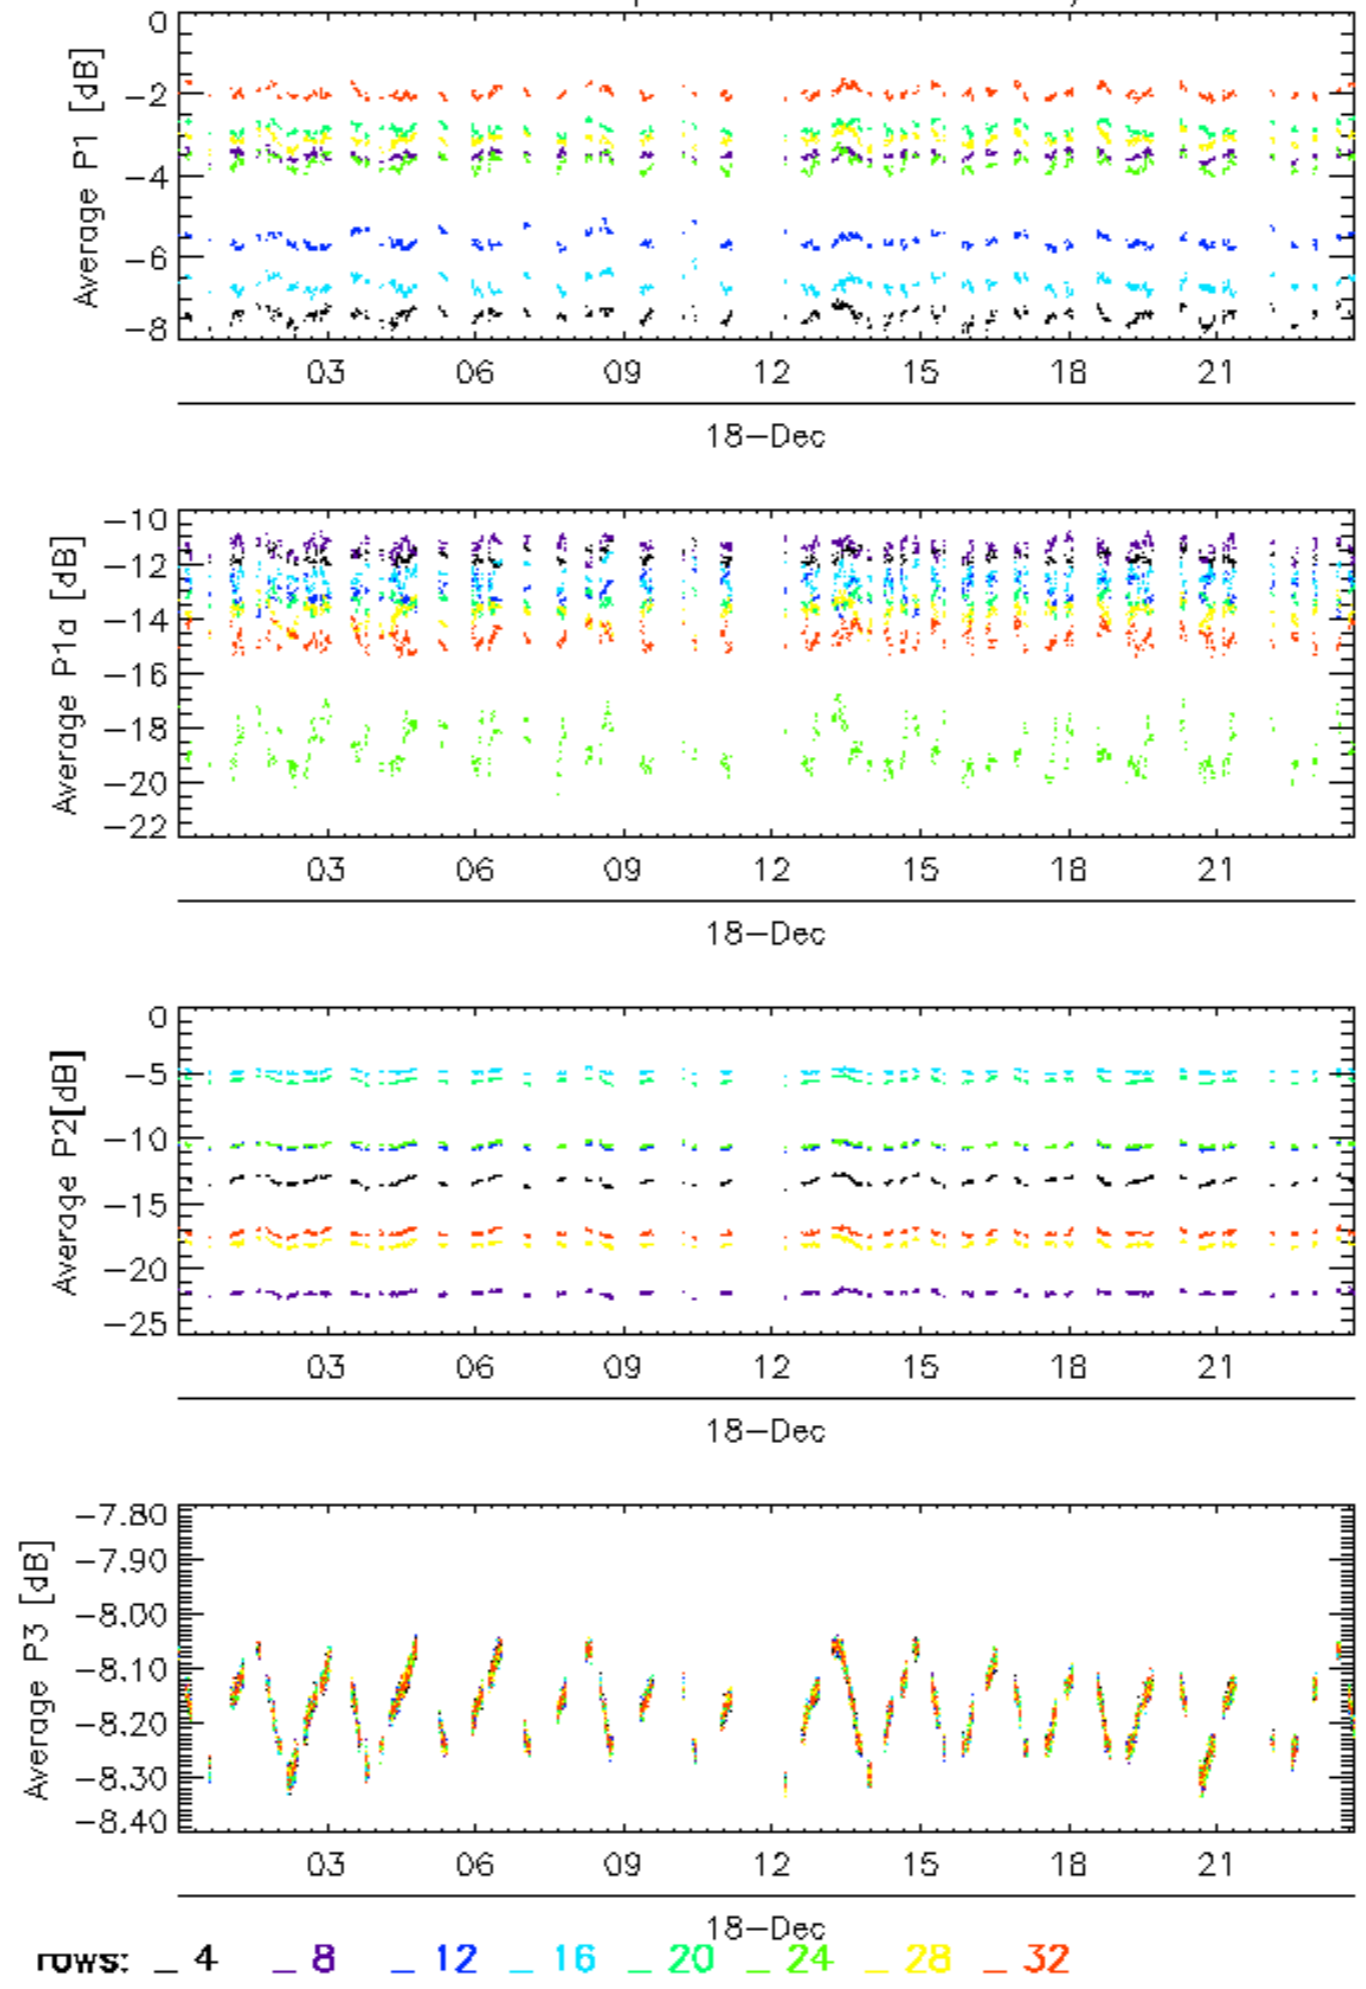 Average P1 [dB]
0
−2
−4
−6
−8
03 06 09 12 15 18 21
18−Dec
Average P1a [dB]
−10
−12
−14
−16
−18
−20
−22
03 06 09 12 15 18 21
18−Dec
Average P2[dB]
0
−5
−10
−15
−20
−25
03 06 09 12 15 18 21
18−Dec
Average P3 [dB]
−7.80
−7.90
−8.00
−8.10
−8.20
−8.30
−8.40
03 06 09 12 15 18 21
18−Dec
rows: _ 4 _ 8 _ 12 _ 16 _ 20 _ 24 _ 28 _ 32